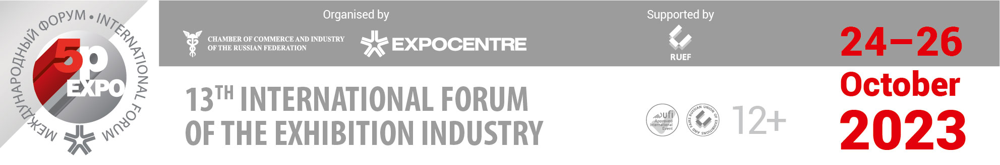 МЕЖДУНАРОДНЫЙ ФОРУМ • INTERNATIONAL FORUM
5p
EXPO
Organised by
CHAMBER OF COMMERCE AND INDUSTRY
OF THE RUSSIAN FEDERATION
EXPOCENTRE
Supported by
RUEF
24–26
October
2023
13TH INTERNATIONAL FORUM
OF THE EXHIBITION INDUSTRY
ufi
Approved
International
Event
RUSSIAN UNION OF EXHIBITIONS AND FAIRS
12+